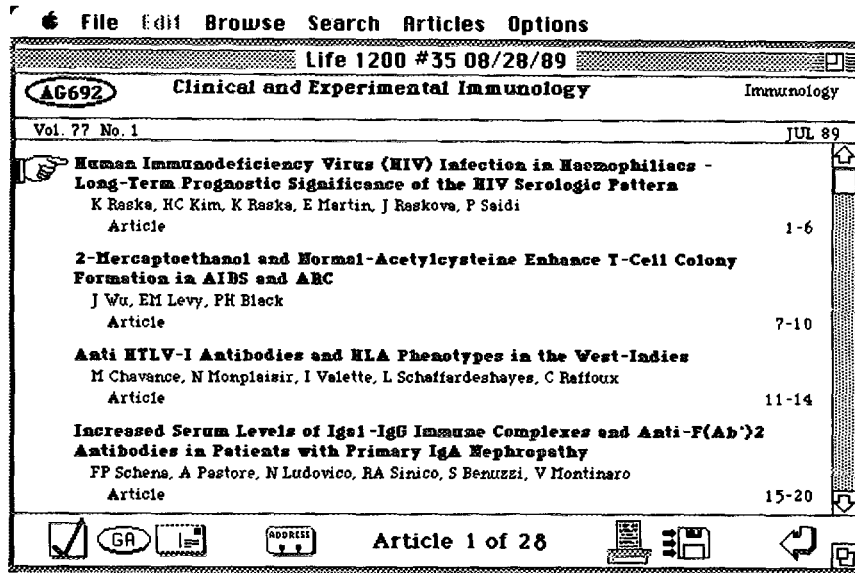 File Edit Browse Search Articles Options
Life 1200 #35 08/28/89
AG692 Clinical and Experimental Immunology Immunology
Vol. 77 No. 1 JUL 89
Human Immunodeficiency Virus (HIV) Infection in Haemophiliacs -
Long-Term Prognostic Significance of the HIV Serologic Pattern
K Raska, HC Kim, K Raska, E Martin, J Raskova, P Saidi
Article 1-6
2-Mercaptoethanol and Normal-Acetylcysteine Enhance T-Cell Colony
Formation in AIDS and ARC
J Wu, EM Levy, PH Black
Article 7-10
Anti HTLV-I Antibodies and HLA Phenotypes in the West-Indies
M Chavance, N Monplaisir, I Valette, L Schaffardeshayes, C Raffoux
Article 11-14
Increased Serum Levels of Iga1-IgG Immune Complexes and Anti-F(Ab')2
Antibodies in Patients with Primary IgA Nephropathy
FP Schena, A Pastore, N Ludovico, RA Sinico, S Benuzzi, V Montinaro
Article 15-20
GA ADDRESS Article 1 of 28